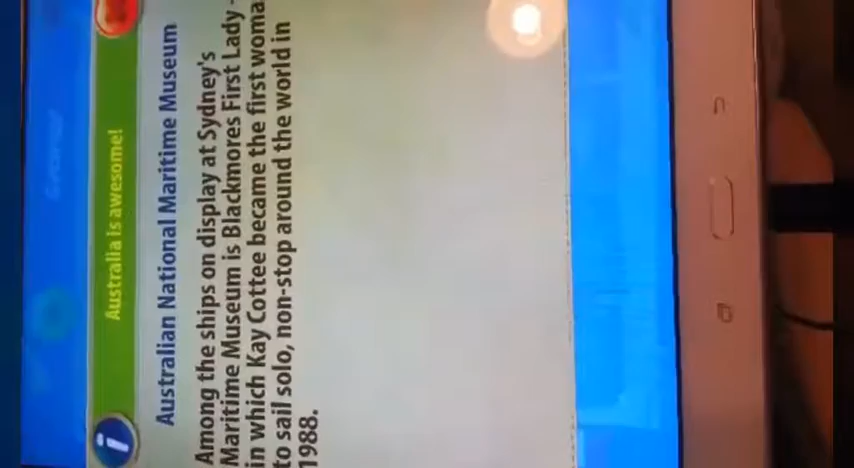 Australia is awesome!
Australian National Maritime Museum
Among the ships on display at Sydney's
Maritime Museum is Blackmores First Lady -
in which Kay Cottee became the first woma
to sail solo, non-stop around the world in
1988.